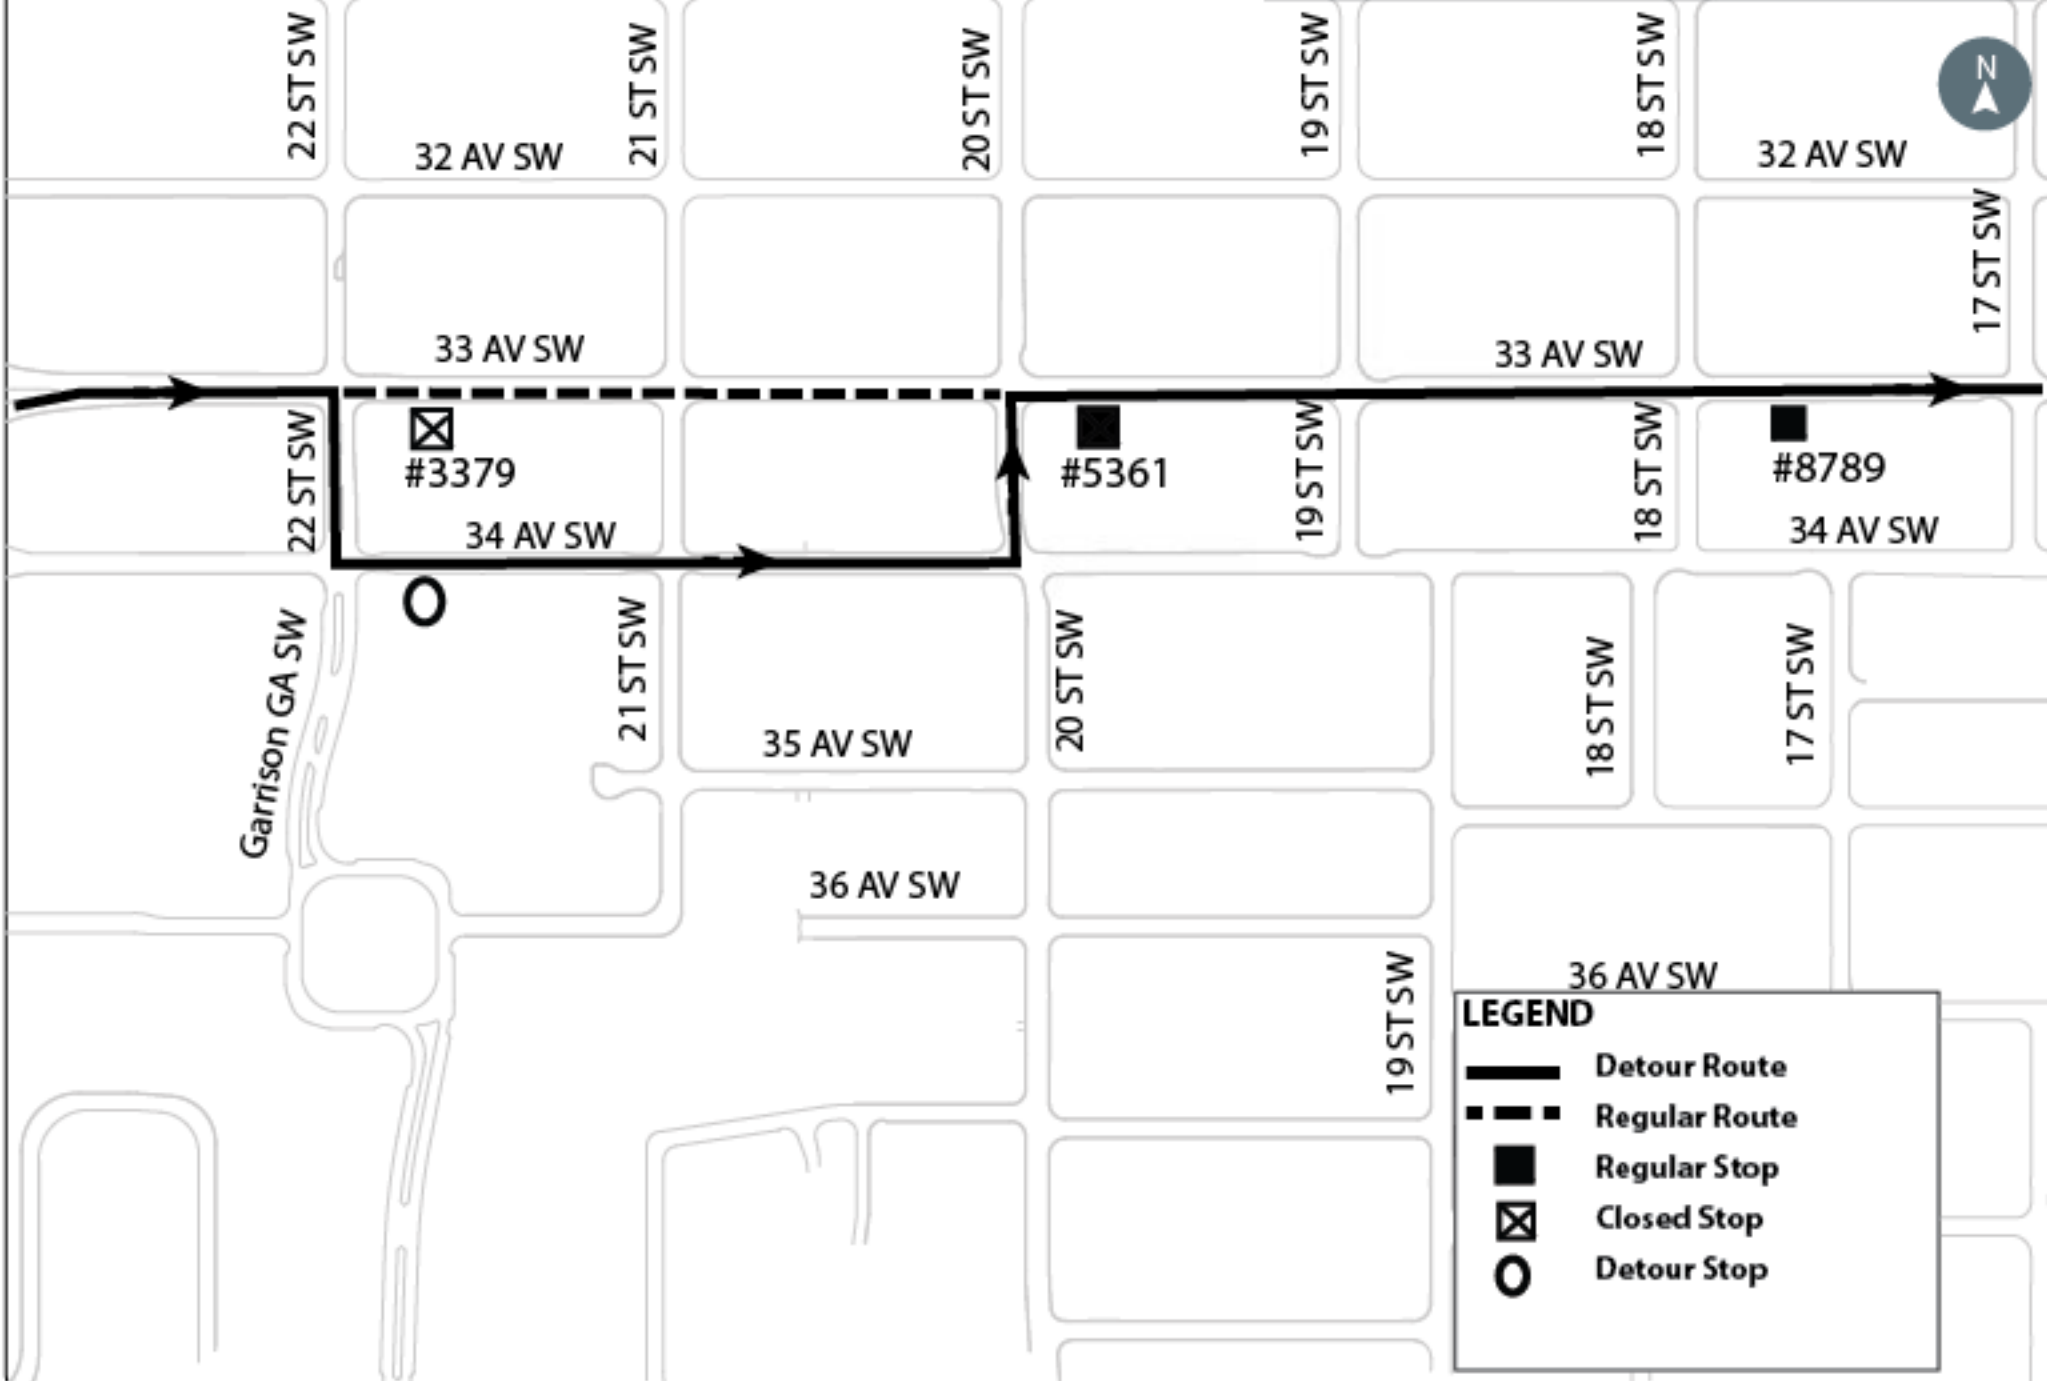 22 ST SW
21 ST SW
20 ST SW
19 ST SW
18 ST SW
N
32 AV SW
32 AV SW
17 ST SW
33 AV SW
33 AV SW
22 ST SW
#3379
#5361
19 ST SW
18 ST SW
#8789
34 AV SW
34 AV SW
Garrison GA SW
21 ST SW
20 ST SW
18 ST SW
17 ST SW
35 AV SW
36 AV SW
19 ST SW
36 AV SW
LEGEND
Detour Route
Regular Route
Regular Stop
Closed Stop
Detour Stop